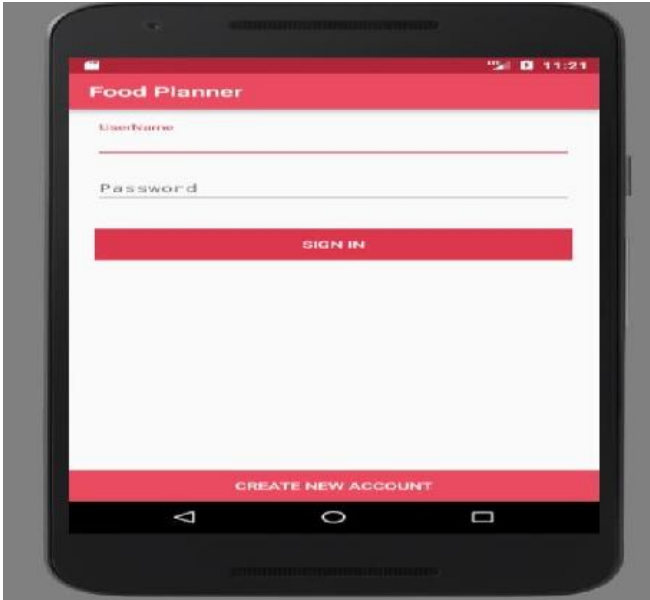 11:21
Food Planner
UserName
Password
SIGN IN
CREATE NEW ACCOUNT